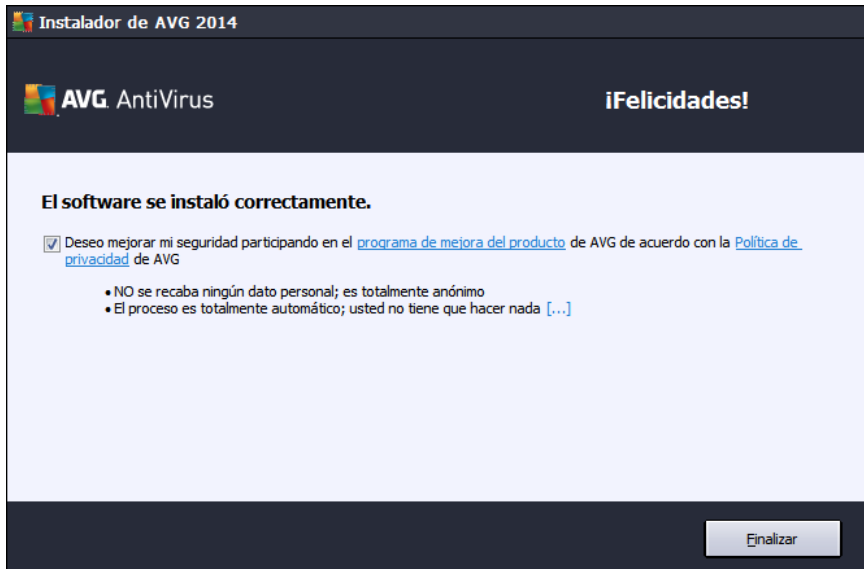 Instalador de AVG 2014
AVG. AntiVirus
¡Felicidades!
El software se instaló correctamente.
Deseo mejorar mi seguridad participando en el programa de mejora del producto de AVG de acuerdo con la Política de
privacidad de AVG
• NO se recaba ningún dato personal; es totalmente anónimo
• El proceso es totalmente automático; usted no tiene que hacer nada [...]
Finalizar